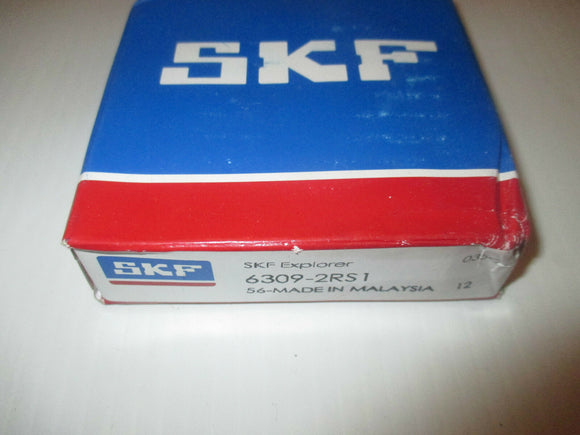 SKF
SKF
SKF Explorer
6309-2RS1
56-MADE IN MALAYSIA
12